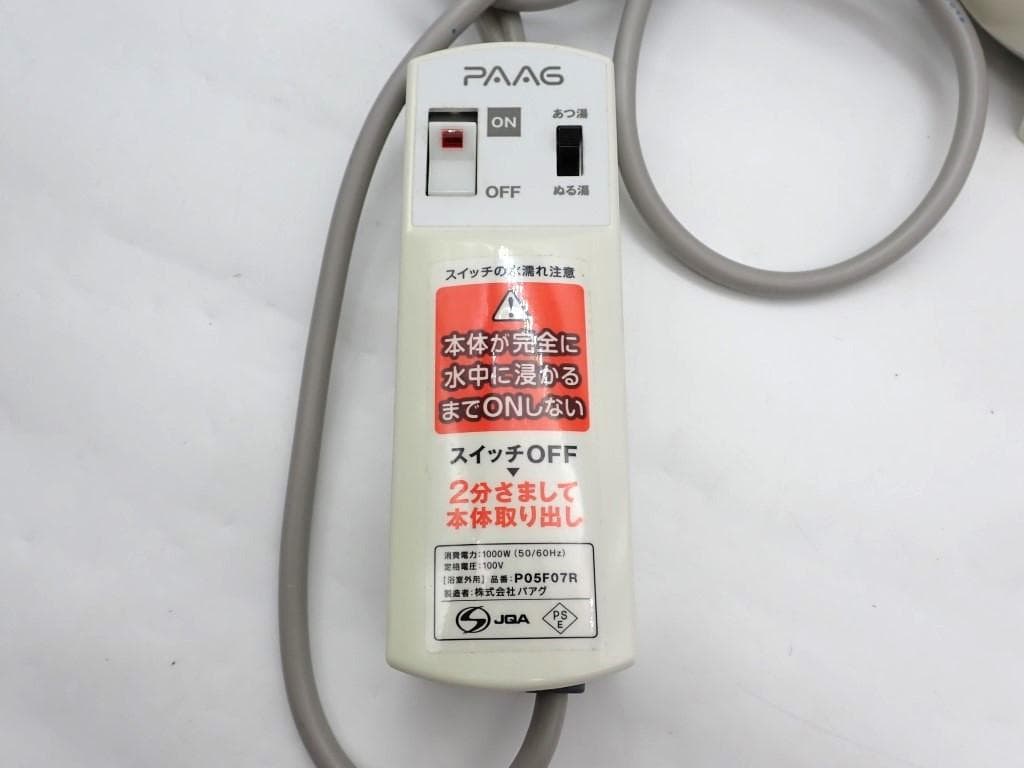 PAAG
ON
あつ湯
OFF
ぬる湯
スイッチの水濡れ注意
本体が完全に
水中に浸かる
までONしない
スイッチOFF
2分さまして
本体取り出し
消費電力:1000W (50/60Hz)
定格電圧:100V
[浴室外用] 品番: P05F07R
製造者:株式会社パアグ
JQA
PS
E